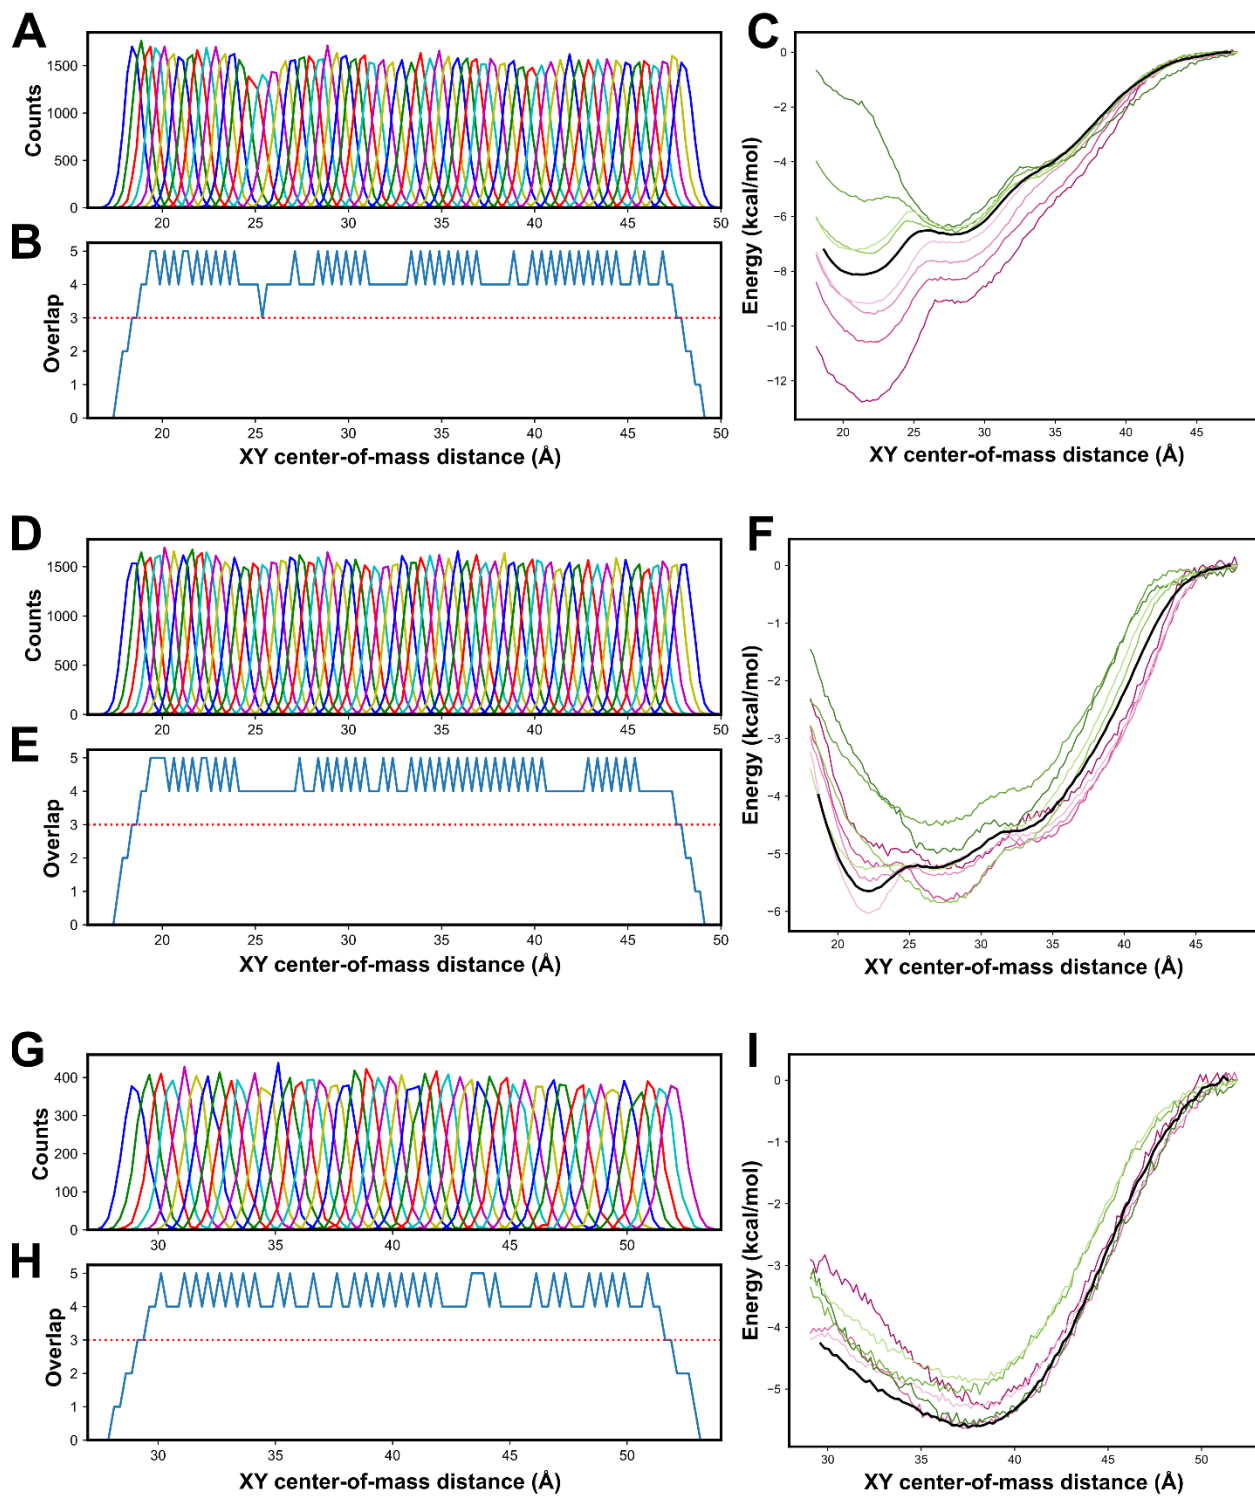 A
Counts
1500
1000
500
0
20 25 30 35 40 45 50
B
Overlap
5
4
3
2
1
0
20 25 30 35 40 45 50
XY center-of-mass distance (Å)
C
Energy (kcal/mol)
0
−2
−4
−6
−8
−10
−12
20 25 30 35 40 45
XY center-of-mass distance (Å)
D
Counts
1500
1000
500
0
20 25 30 35 40 45 50
E
Overlap
5
4
3
2
1
0
20 25 30 35 40 45 50
XY center-of-mass distance (Å)
F
Energy (kcal/mol)
0
−1
−2
−3
−4
−5
−6
20 25 30 35 40 45
XY center-of-mass distance (Å)
G
Counts
400
300
200
100
0
30 35 40 45 50
H
Overlap
5
4
3
2
1
0
30 35 40 45 50
XY center-of-mass distance (Å)
I
Energy (kcal/mol)
0
−1
−2
−3
−4
−5
30 35 40 45 50
XY center-of-mass distance (Å)